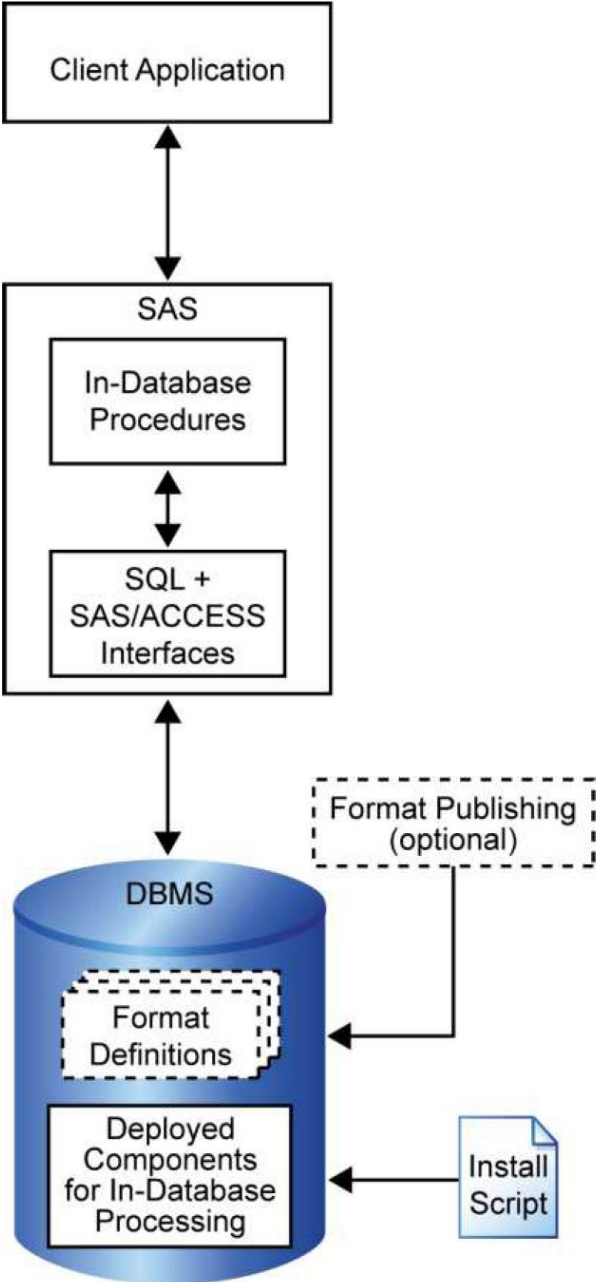 Client Application
SAS
In-Database
Procedures
SQL +
SAS/ACCESS
Interfaces
Format Publishing
(optional)
DBMS
Format
Definitions
Deployed
Components
for In-Database
Processing
Install
Script